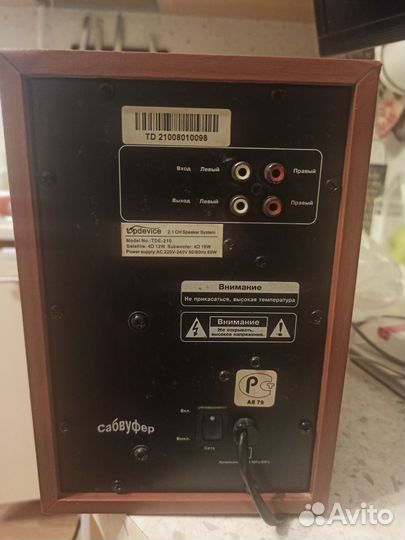 TD 21008010098
Вход Левый Правый
Выход Левый Правый
topdevice 2.1 CH Speaker System
Model No.:TDE-210
Satellite: 4Ω 12W Subwoofer: 4Ω 18W
Power supply:AC 220V-240V 50/60Hz 60W
Внимание
Не прикасаться, высокая температура
Внимание
Не открывать,
высокое напряжение.
РСТ
АВ 79
Сабвуфер
Вкл.
Выкл.
Сеть
Avito